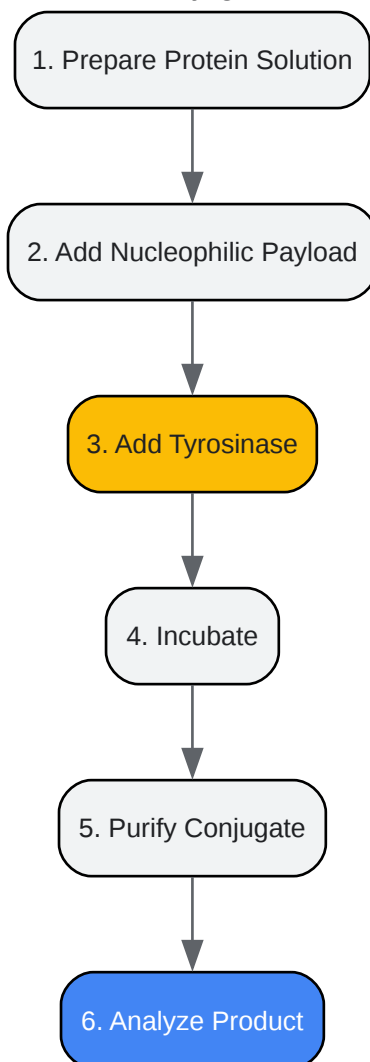 1. Prepare Protein Solution
2. Add Nucleophilic Payload
3. Add Tyrosinase
4. Incubate
5. Purify Conjugate
6. Analyze Product